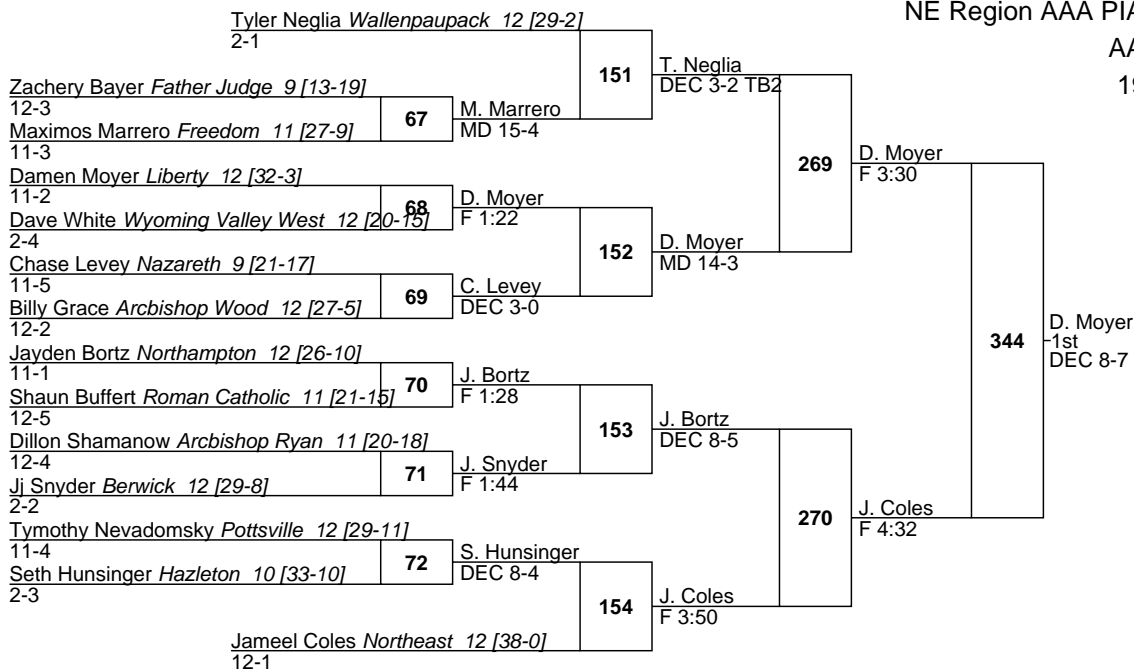 NE Region AAA PIA
AA
19
Tyler Neglia Wallenpaupack 12 [29-2]
2-1
151
T. Neglia
DEC 3-2 TB2
Zachery Bayer Father Judge 9 [13-19]
12-3
67
M. Marrero
MD 15-4
Maximos Marrero Freedom 11 [27-9]
11-3
269
D. Moyer
F 3:30
Damen Moyer Liberty 12 [32-3]
11-2
68
D. Moyer
F 1:22
Dave White Wyoming Valley West 12 [20-15]
2-4
152
D. Moyer
MD 14-3
Chase Levey Nazareth 9 [21-17]
11-5
69
C. Levey
DEC 3-0
Billy Grace Arcbishop Wood 12 [27-5]
12-2
344
D. Moyer
1st
DEC 8-7
Jayden Bortz Northampton 12 [26-10]
11-1
70
J. Bortz
F 1:28
Shaun Buffert Roman Catholic 11 [21-15]
12-5
153
J. Bortz
DEC 8-5
Dillon Shamanow Arcbishop Ryan 11 [20-18]
12-4
71
J. Snyder
F 1:44
Jj Snyder Berwick 12 [29-8]
2-2
270
J. Coles
F 4:32
Tymothy Nevadomsky Pottsville 12 [29-11]
11-4
72
S. Hunsinger
DEC 8-4
Seth Hunsinger Hazleton 10 [33-10]
2-3
154
J. Coles
F 3:50
Jameel Coles Northeast 12 [38-0]
12-1